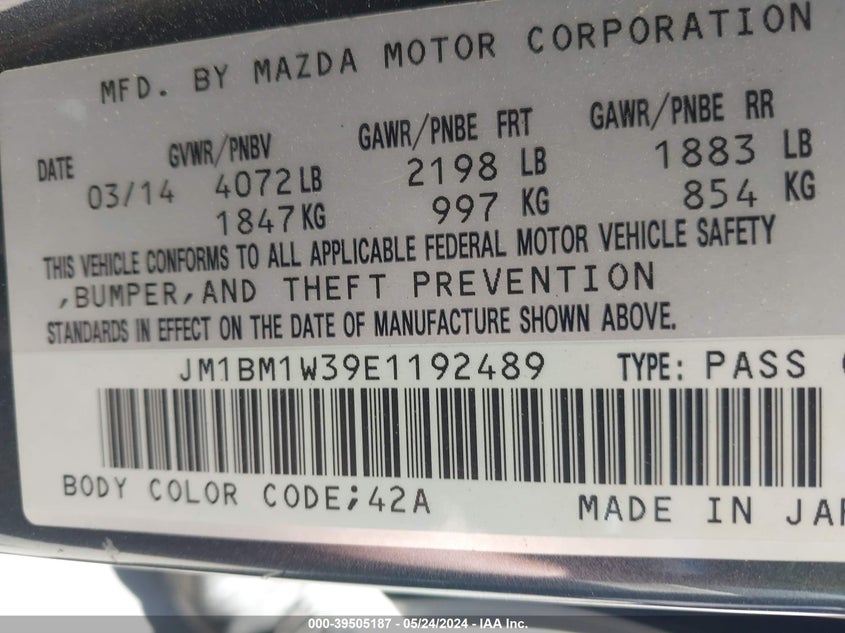 MFD. BY MAZDA MOTOR CORPORATION
DATE GVWR/PNBV GAWR/PNBE FRT GAWR/PNBE RR
03/14 4072 LB 2198 LB 1883 LB
1847 KG 997 KG 854 KG
THIS VEHICLE CONFORMS TO ALL APPLICABLE FEDERAL MOTOR VEHICLE SAFETY
,BUMPER,AND THEFT PREVENTION
STANDARDS IN EFFECT ON THE DATE OF MANUFACTURE SHOWN ABOVE.
JM1BM1W39E1192489 TYPE: PASS
BODY COLOR CODE;42A MADE IN JAP
000-39505187 - 05/24/2024 - IAA Inc.